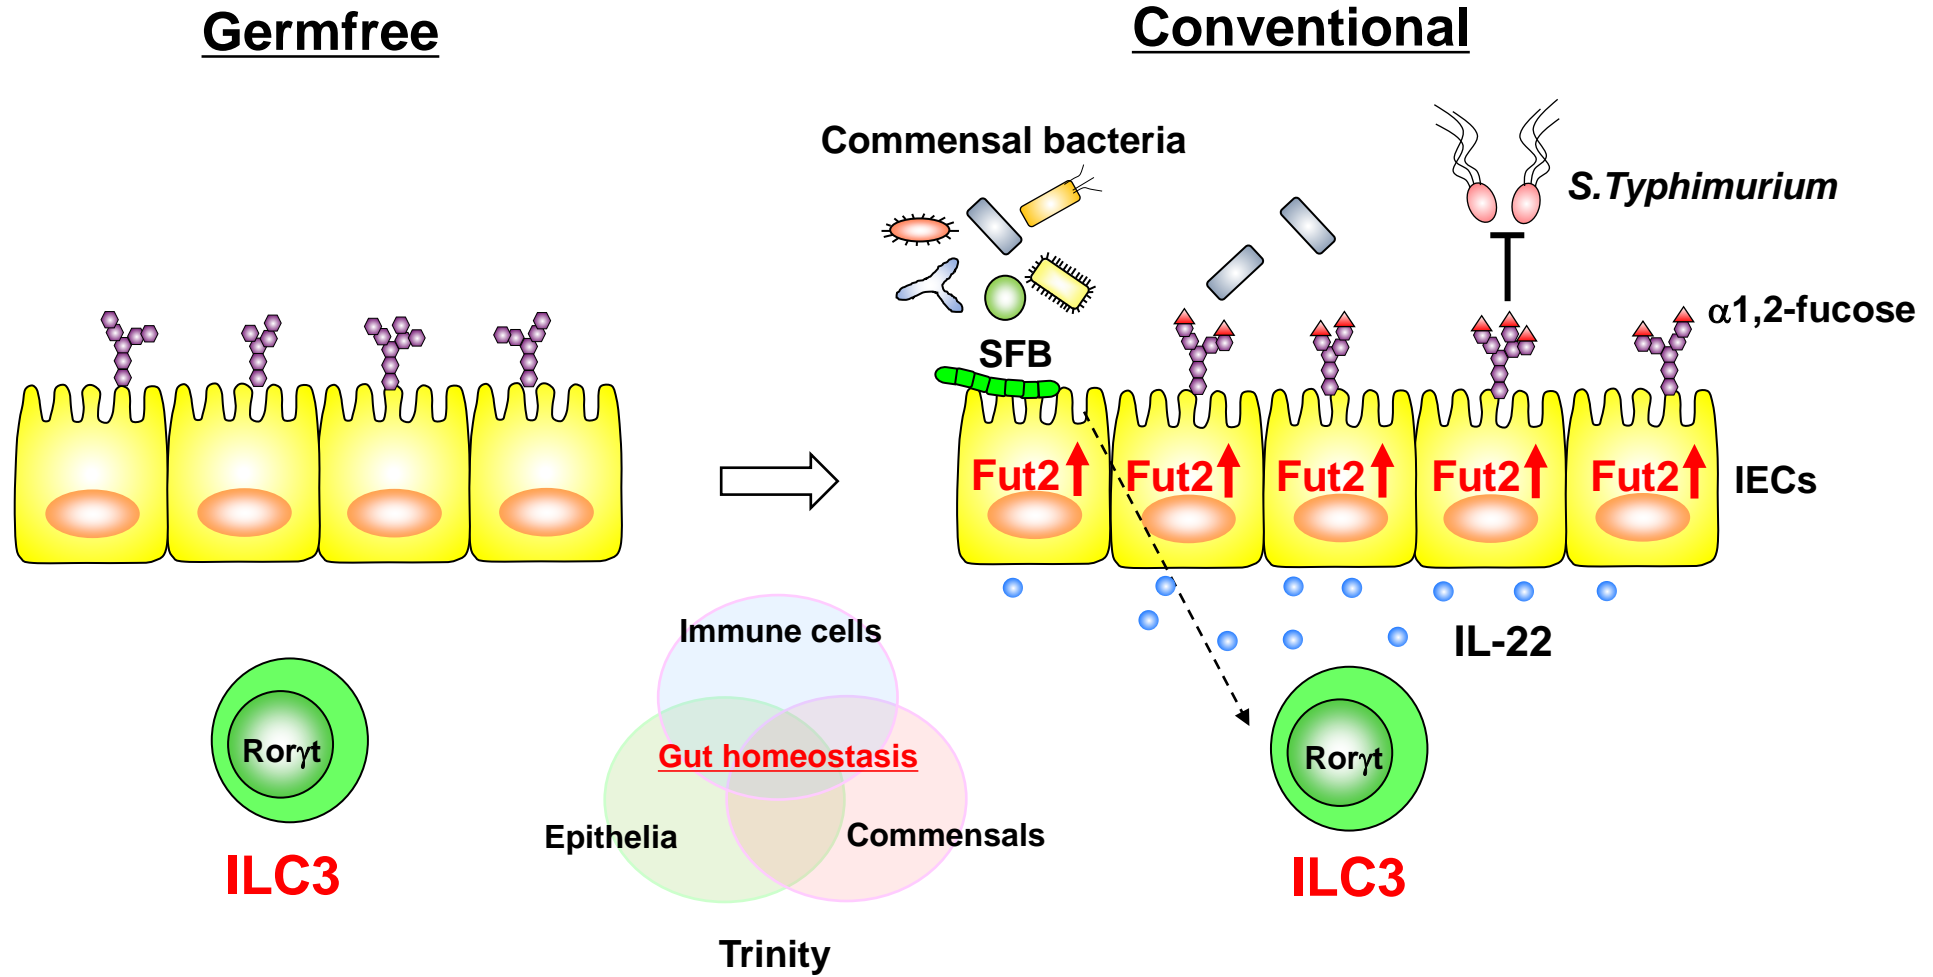 Germfree
Conventional
Commensal bacteria
S.Typhimurium
α1,2-fucose
SFB
Fut2 Fut2 Fut2 Fut2 Fut2
IECs
IL-22
Immune cells
Gut homeostasis
Epithelia
Commensals
Trinity
Rorγt
ILC3
Rorγt
ILC3